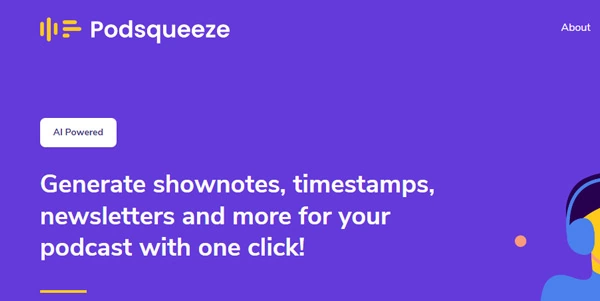 Podsqueeze
About
AI Powered
Generate shownotes, timestamps,
newsletters and more for your
podcast with one click!